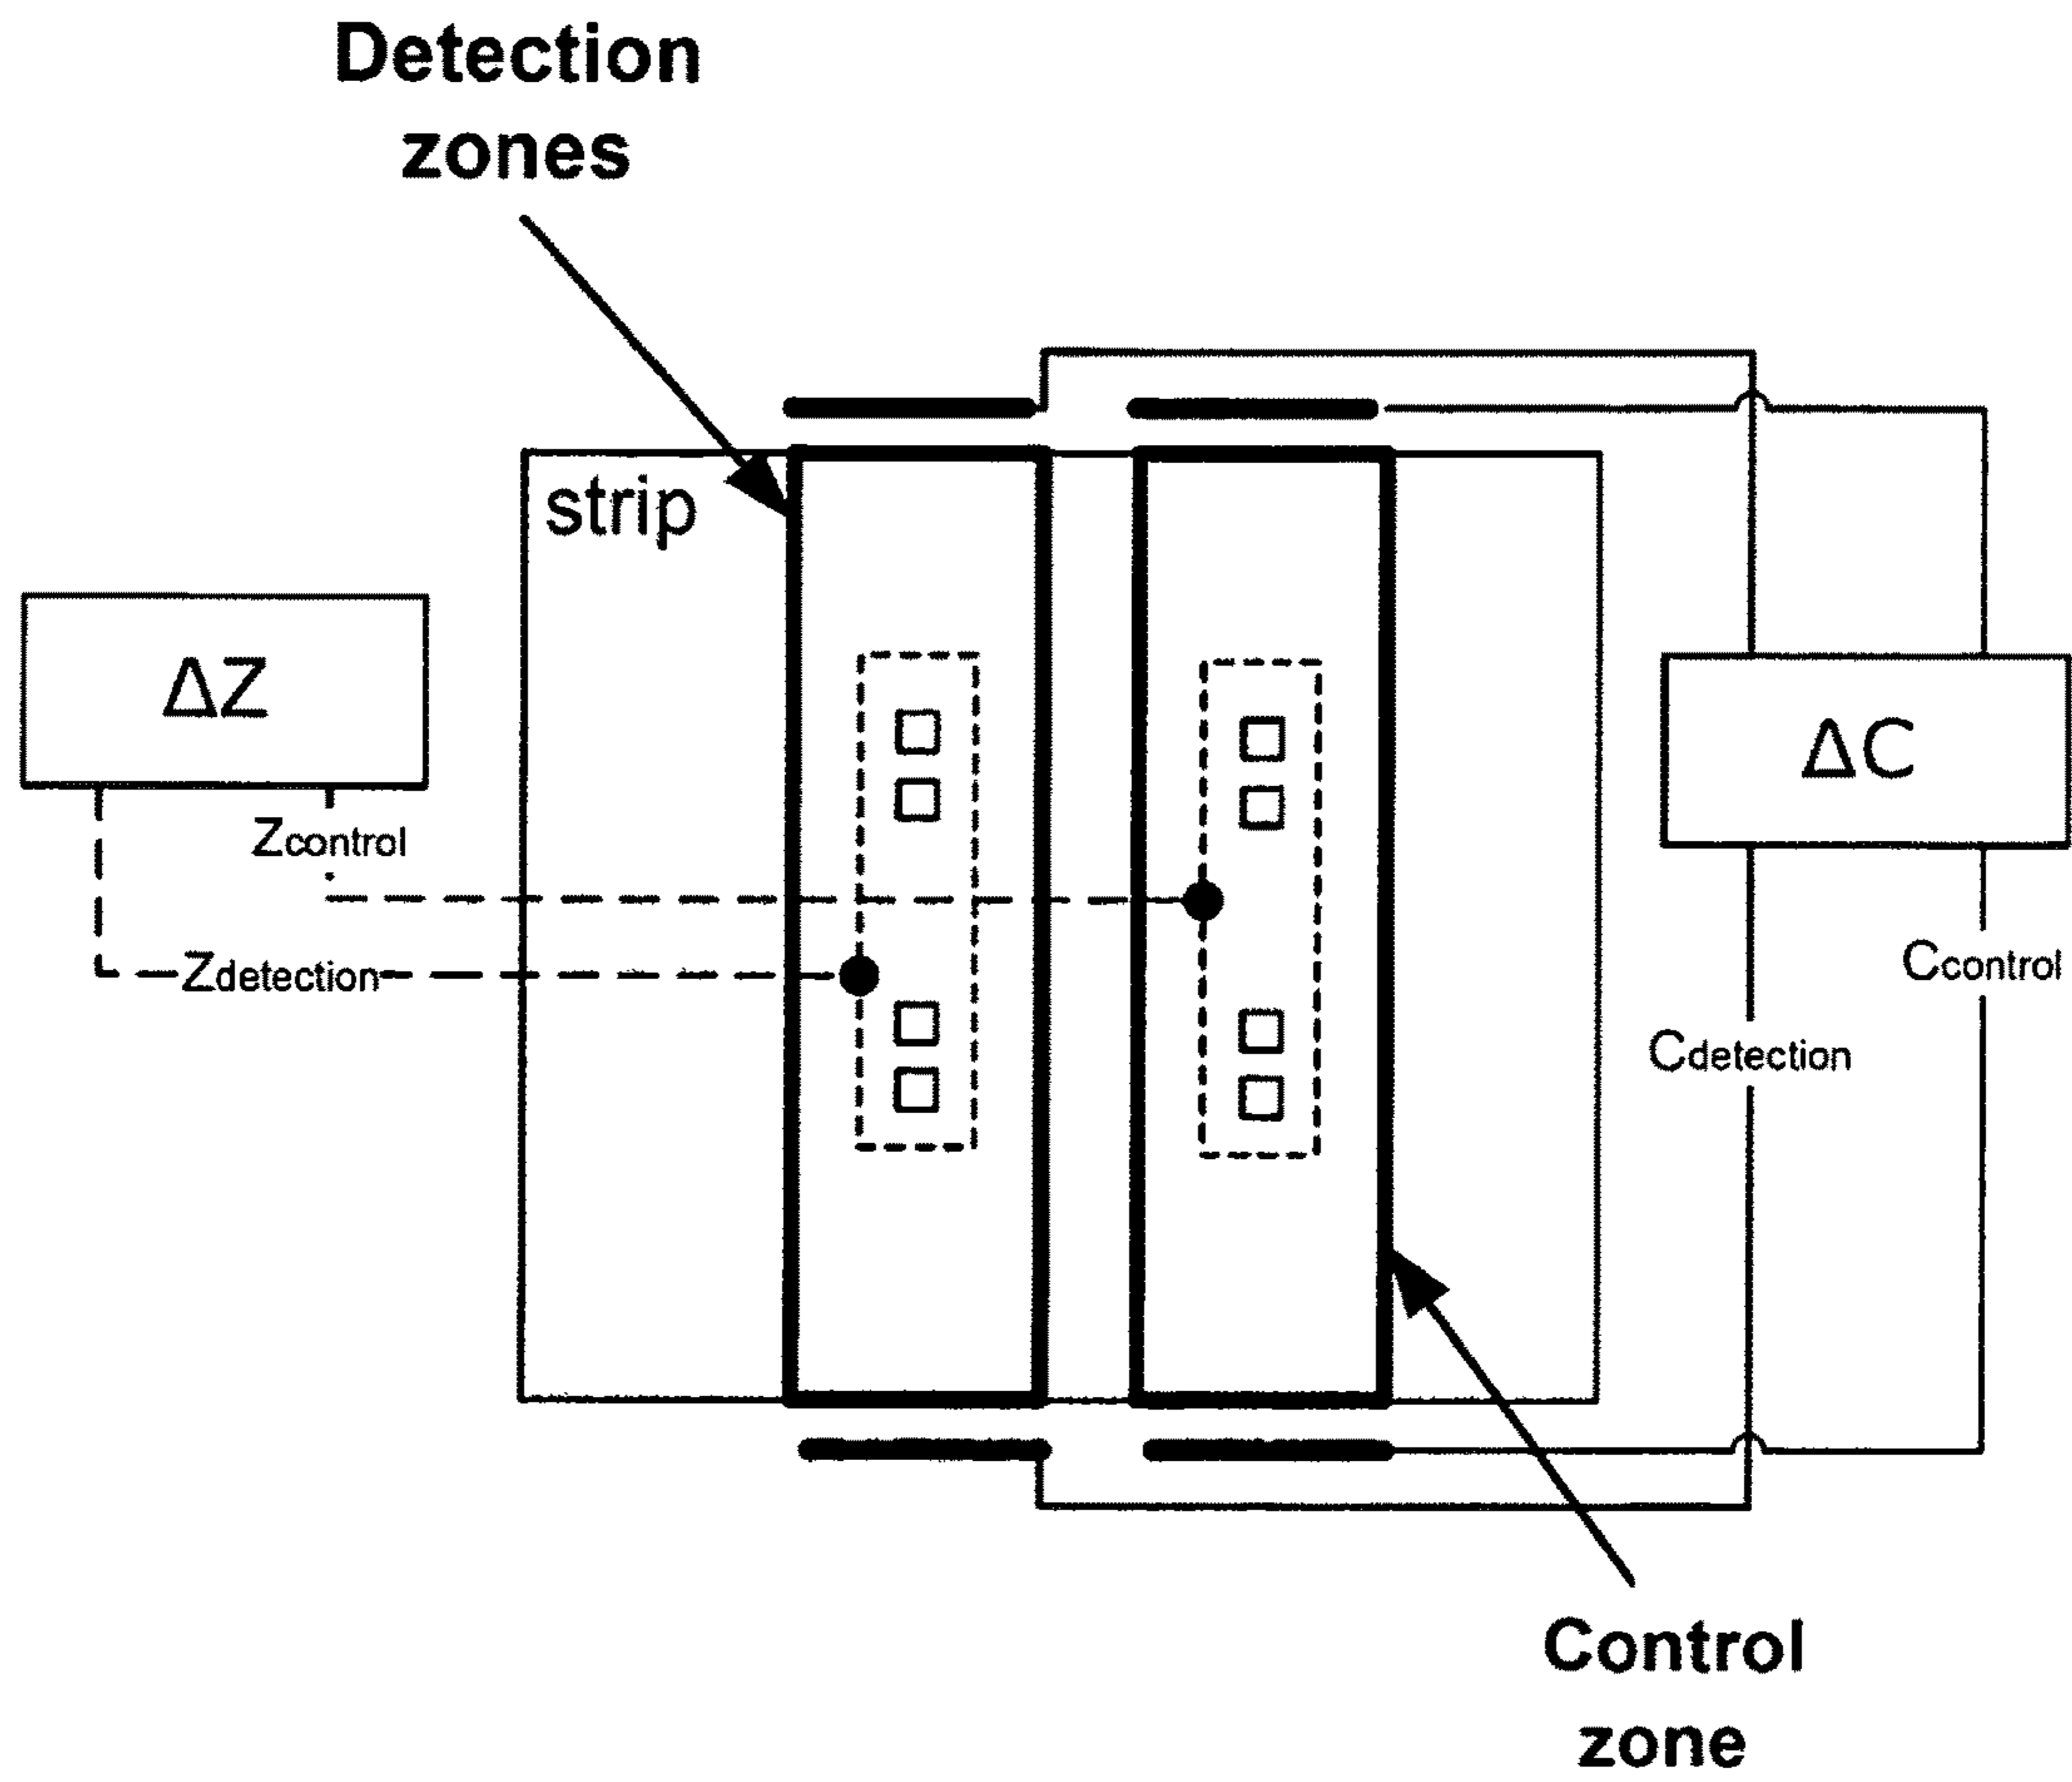 Detection
zones
strip
ΔZ
ΔC
Zcontrol
Zdetection
Ccontrol
Cdetection
Control
zone